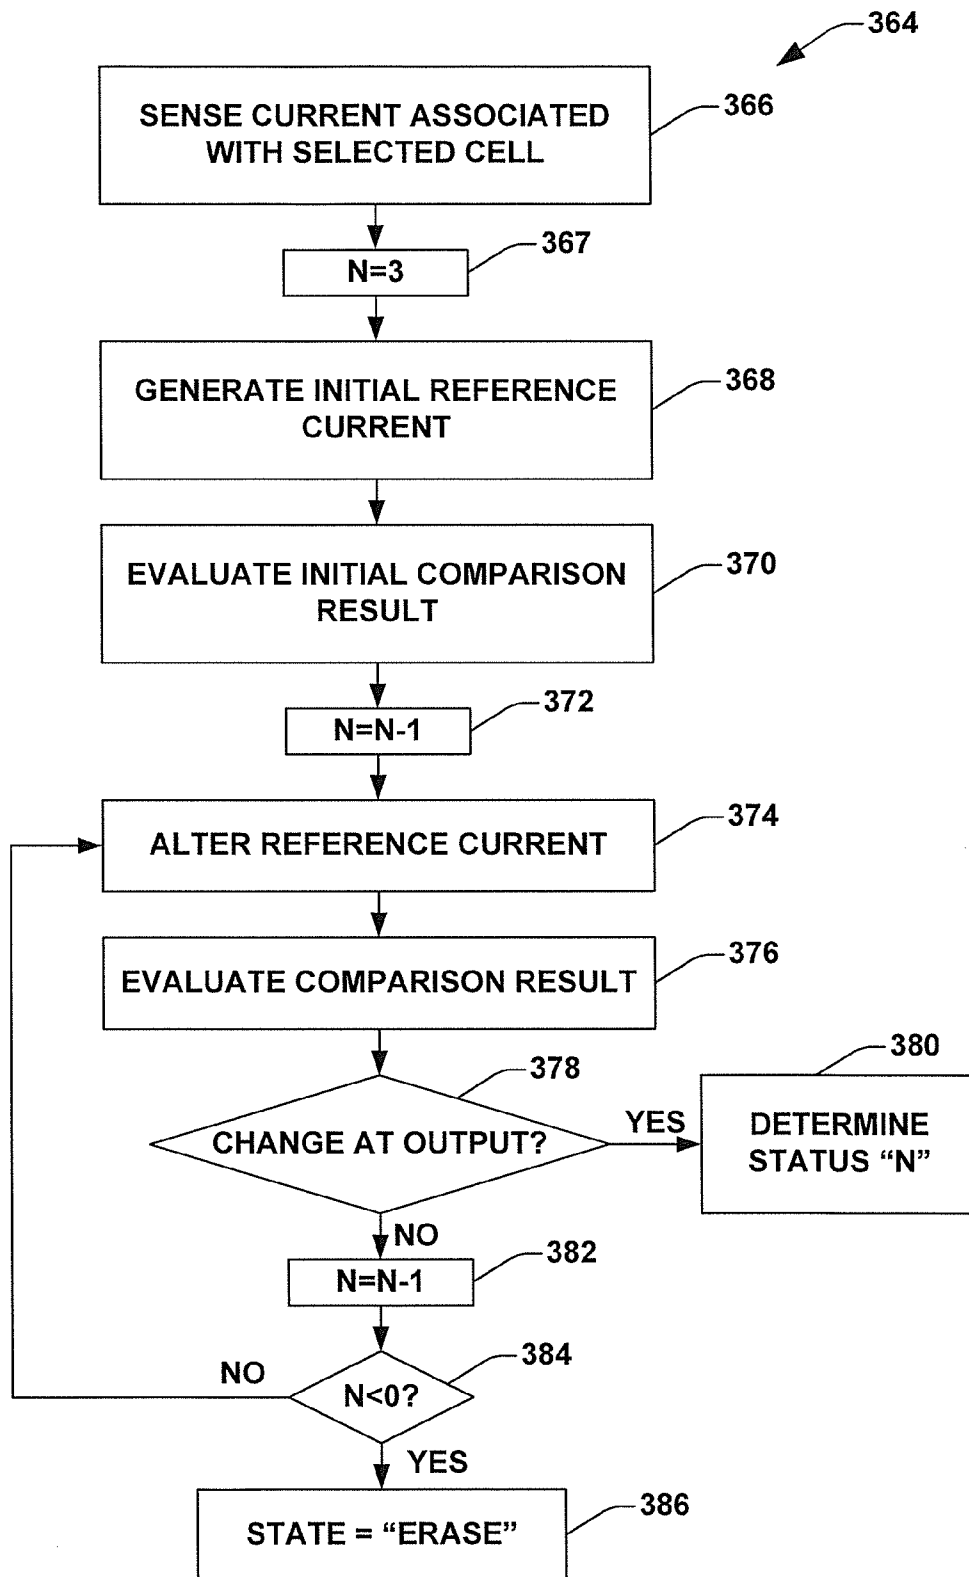 364
SENSE CURRENT ASSOCIATED
WITH SELECTED CELL
366
367
N=3
GENERATE INITIAL REFERENCE
CURRENT
368
EVALUATE INITIAL COMPARISON
RESULT
370
372
N=N-1
374
ALTER REFERENCE CURRENT
376
EVALUATE COMPARISON RESULT
378
CHANGE AT OUTPUT?
YES
380
DETERMINE
STATUS “N”
NO
382
N=N-1
384
N<0?
NO
YES
386
STATE = “ERASE”